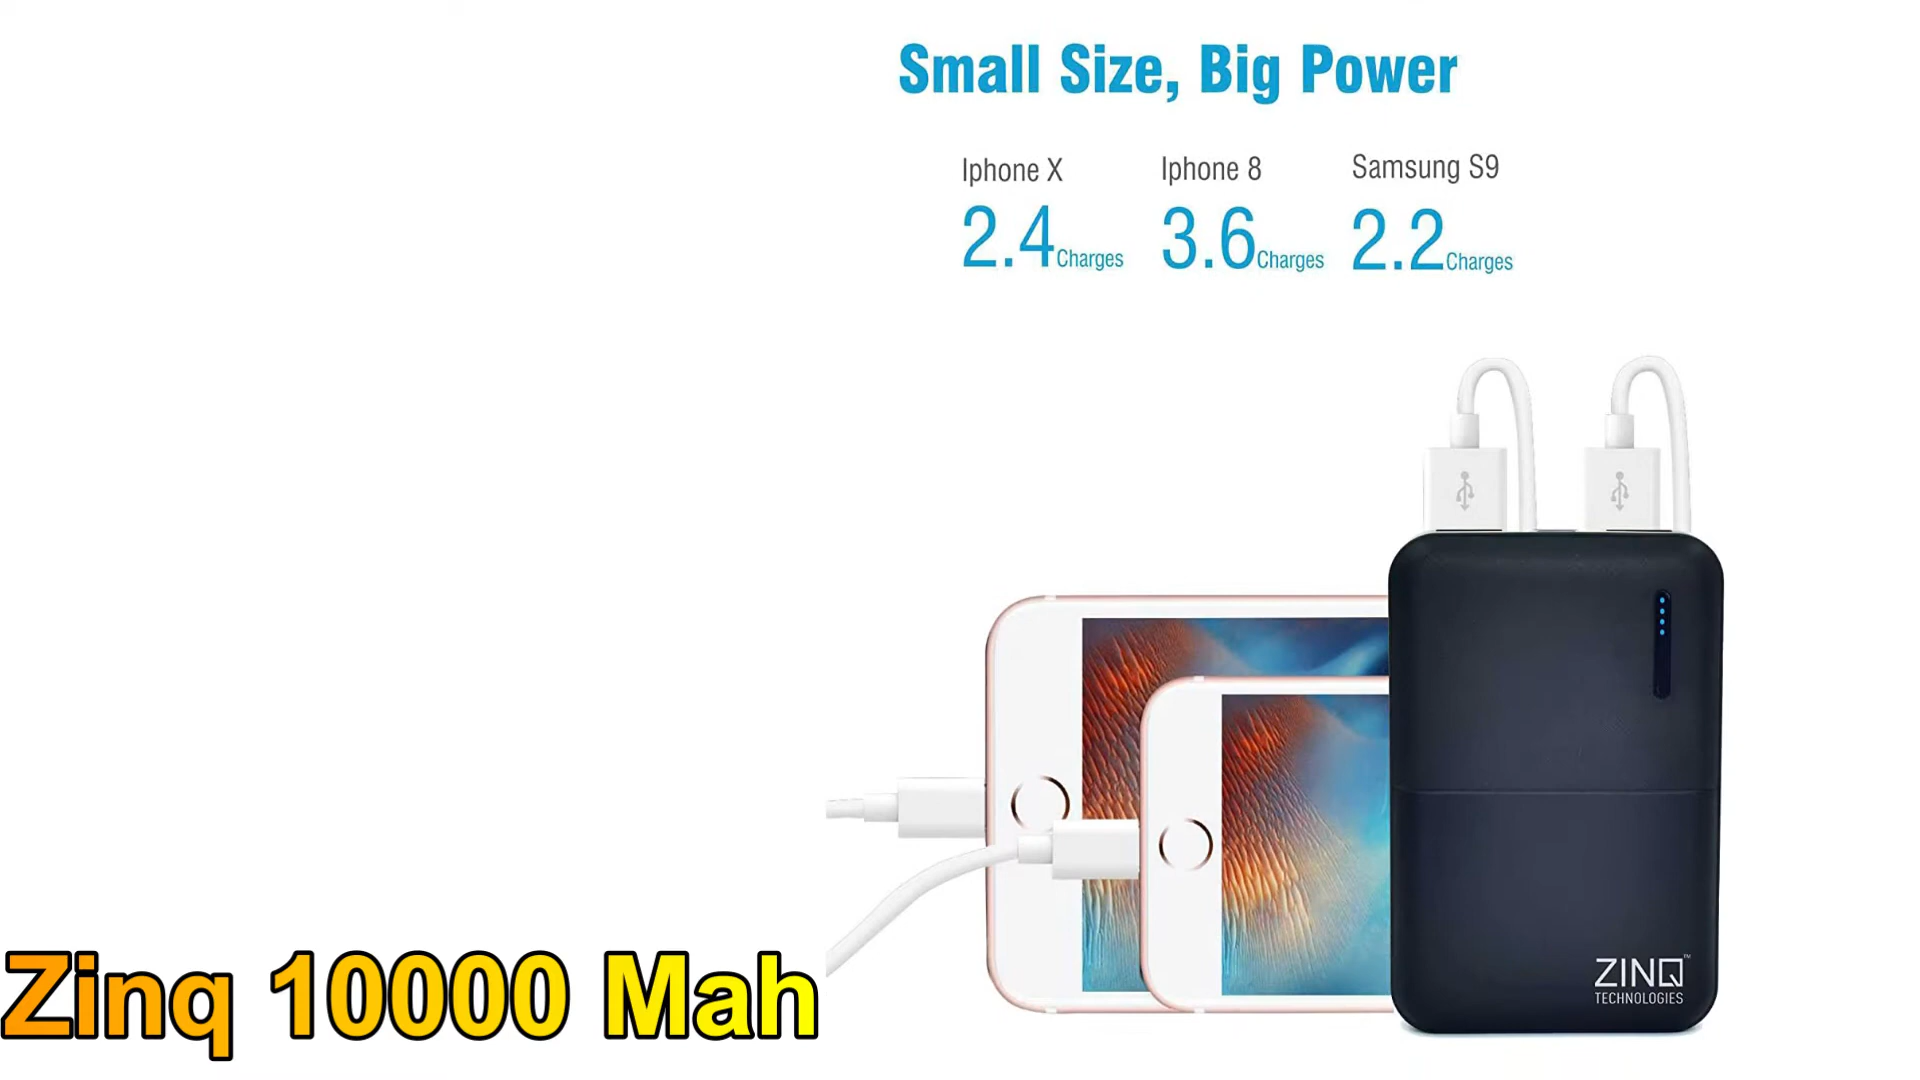 Small Size, Big Power
Iphone X Iphone 8 Samsung S9
2.4 Charges 3.6 Charges 2.2 Charges
ZINQ™
TECHNOLOGIES
Zinq 10000 Mah